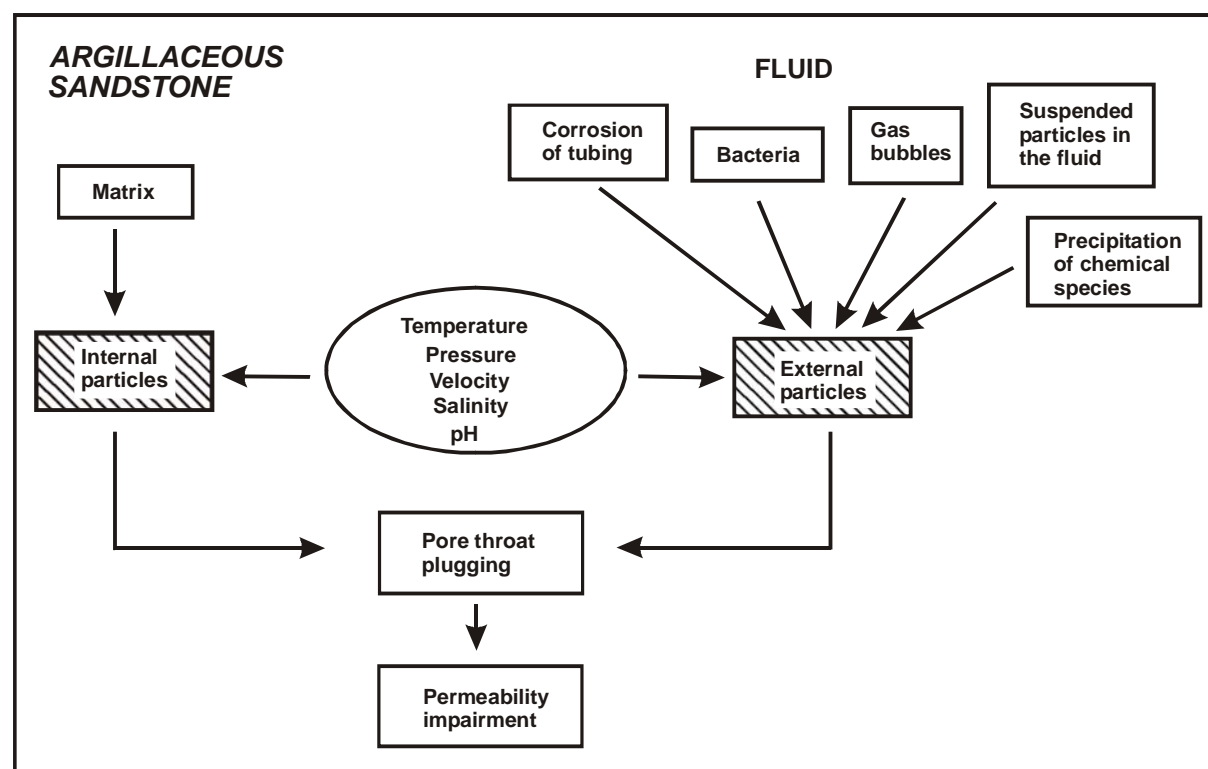 ARGILLACEOUS
SANDSTONE
FLUID
Corrosion
of tubing
Bacteria
Gas
bubbles
Suspended
particles in
the fluid
Matrix
Precipitation
of chemical
species
Internal
particles
Temperature
Pressure
Velocity
Salinity
pH
External
particles
Pore throat
plugging
Permeability
impairment